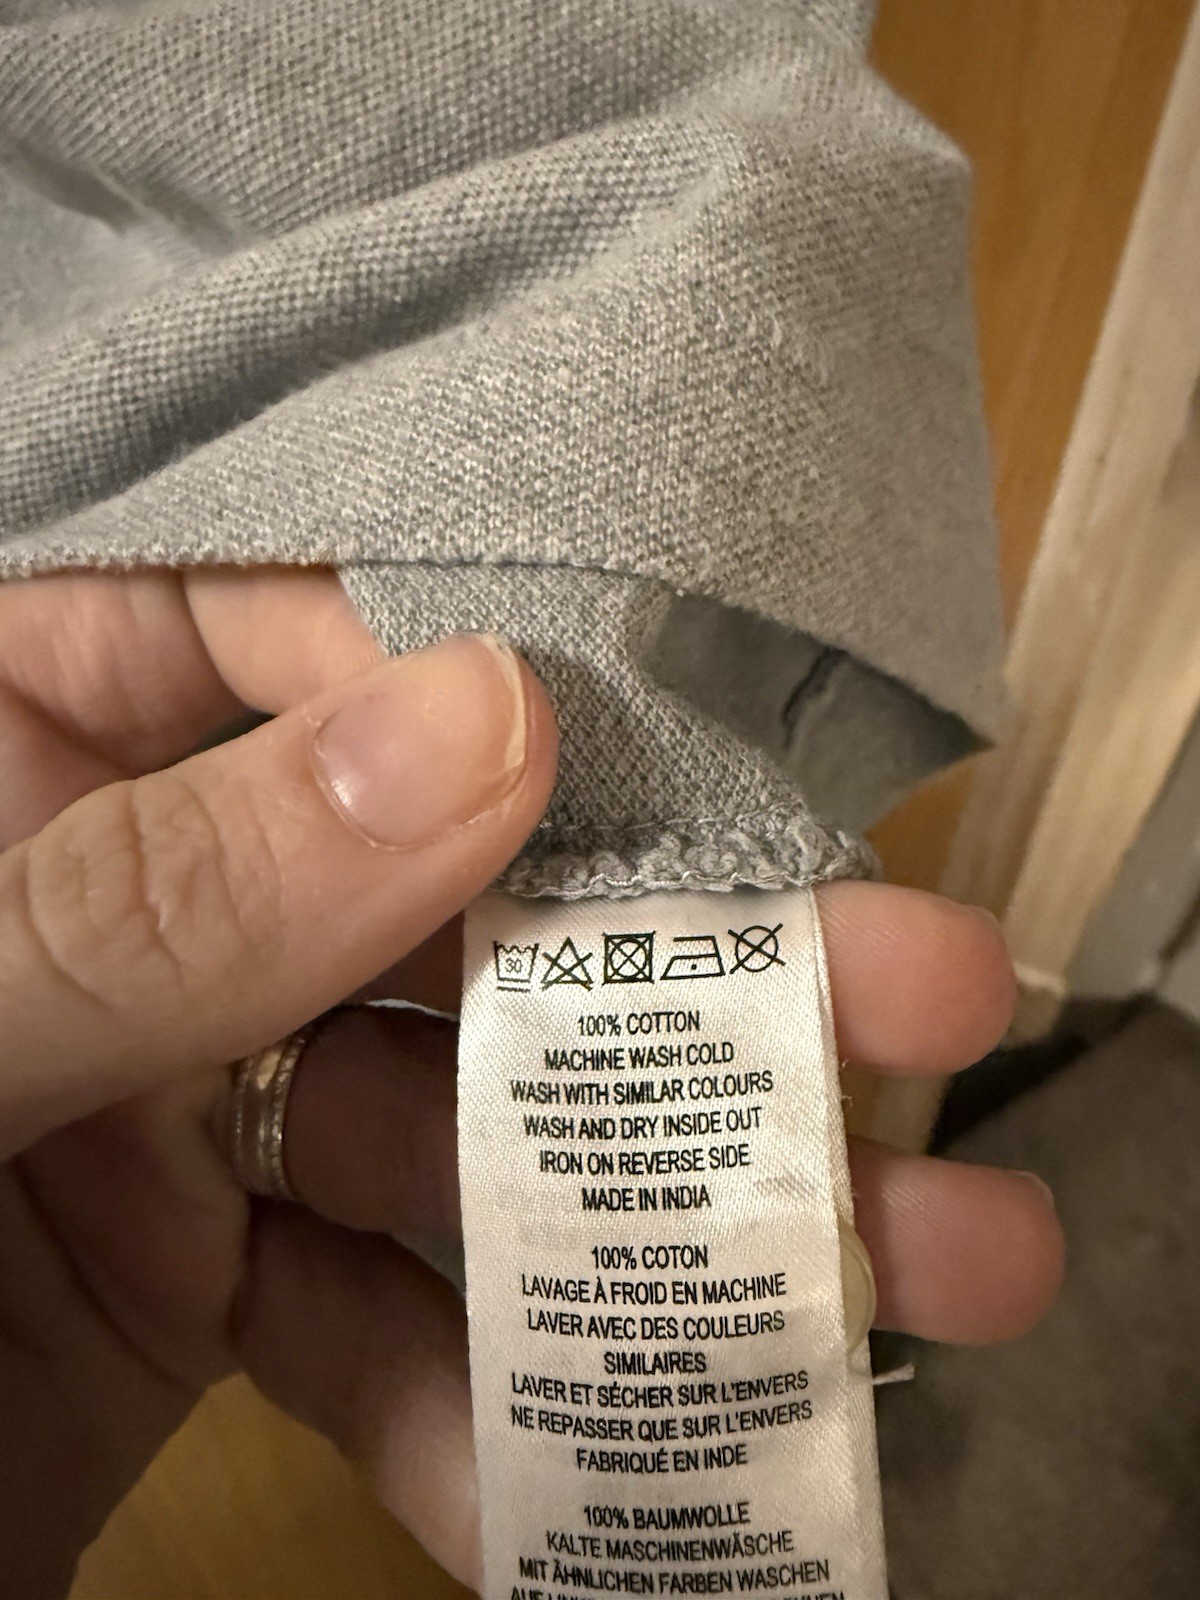 30
100% COTTON
MACHINE WASH COLD
WASH WITH SIMILAR COLOURS
WASH AND DRY INSIDE OUT
IRON ON REVERSE SIDE
MADE IN INDIA
100% COTON
LAVAGE À FROID EN MACHINE
LAVER AVEC DES COULEURS
SIMILAIRES
LAVER ET SÉCHER SUR L'ENVERS
NE REPASSER QUE SUR L'ENVERS
FABRIQUÉ EN INDE
100% BAUMWOLLE
KALTE MASCHINENWÄSCHE
MIT ÄHNLICHEN FARBEN WASCHEN